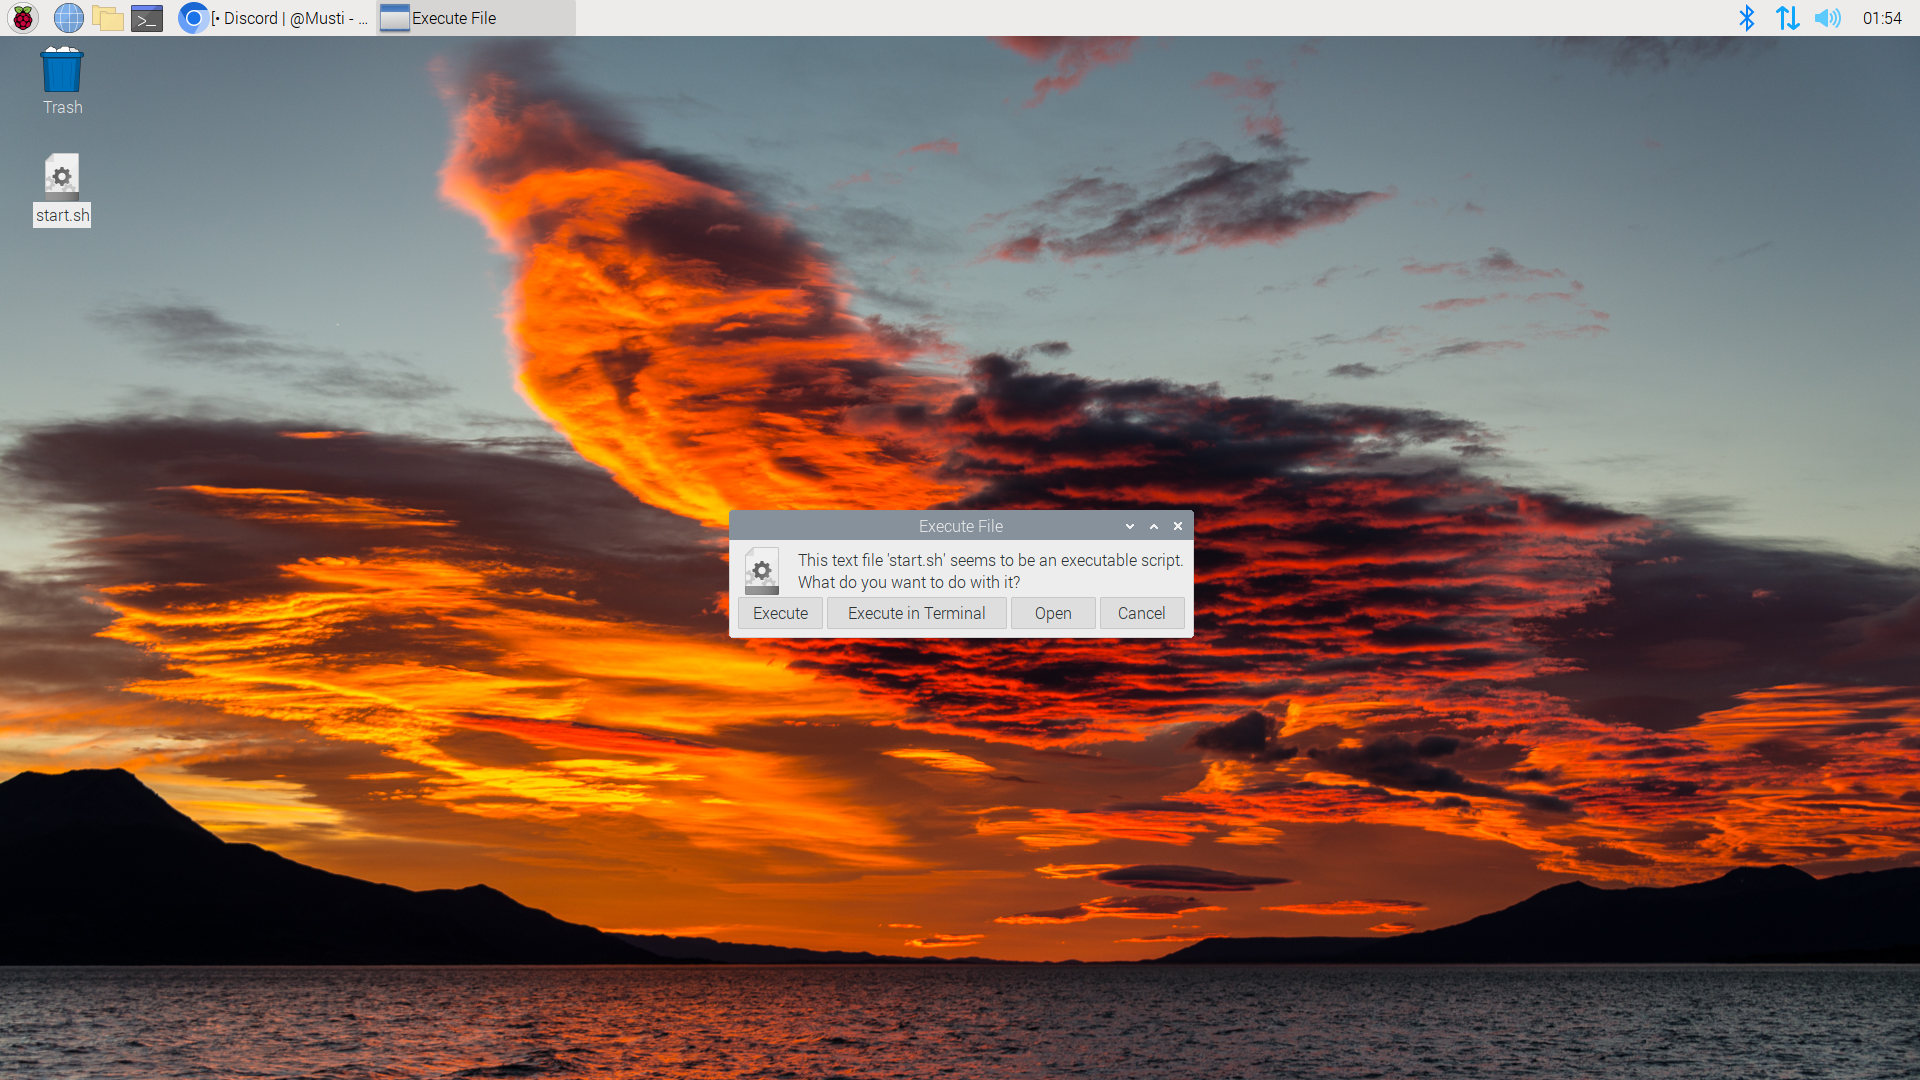 [• Discord | @Musti - ...
Execute File
01:54
Trash
start.sh
Execute File
This text file 'start.sh' seems to be an executable script.
What do you want to do with it?
Execute
Execute in Terminal
Open
Cancel